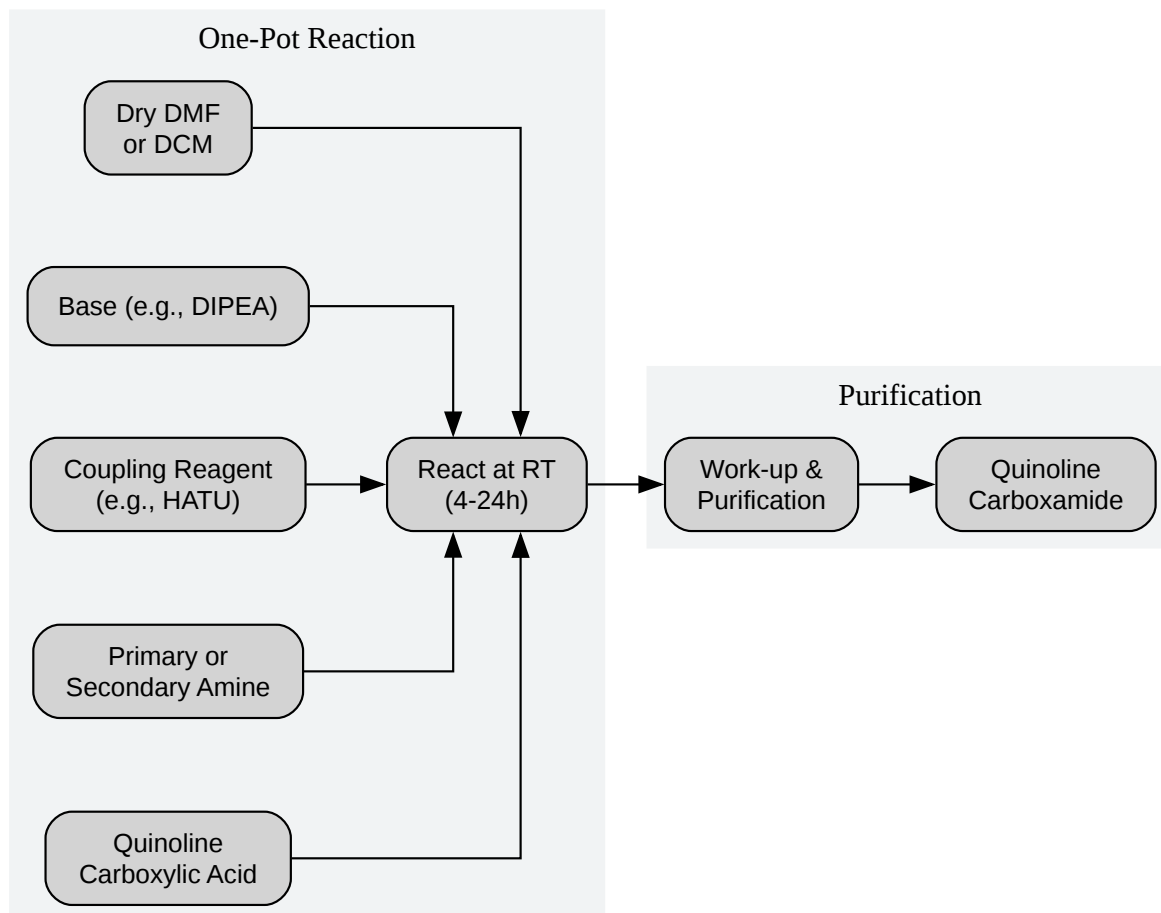 One-Pot Reaction
Dry DMF
or DCM
Base (e.g., DIPEA)
Coupling Reagent
(e.g., HATU)
React at RT
(4-24h)
Primary or
Secondary Amine
Quinoline
Carboxylic Acid
Purification
Work-up &
Purification
Quinoline
Carboxamide